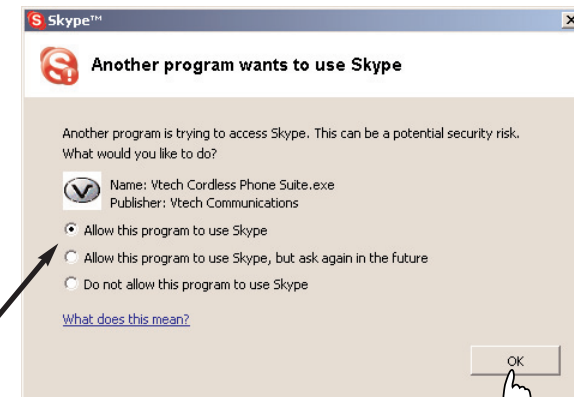 Skype™
Another program wants to use Skype
Another program is trying to access Skype. This can be a potential security risk.
What would you like to do?
Name: Vtech Cordless Phone Suite.exe
Publisher: Vtech Communications
Allow this program to use Skype
Allow this program to use Skype, but ask again in the future
Do not allow this program to use Skype
What does this mean?
OK